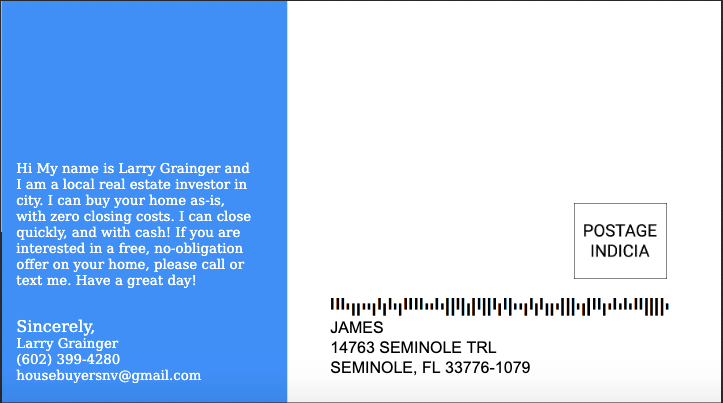 Hi My name is Larry Grainger and
I am a local real estate investor in
city. I can buy your home as-is,
with zero closing costs. I can close
quickly, and with cash! If you are
interested in a free, no-obligation
offer on your home, please call or
text me. Have a great day!
Sincerely,
Larry Grainger
(602) 399-4280
housebuyersnv@gmail.com
POSTAGE
INDICIA
JAMES
14763 SEMINOLE TRL
SEMINOLE, FL 33776-1079